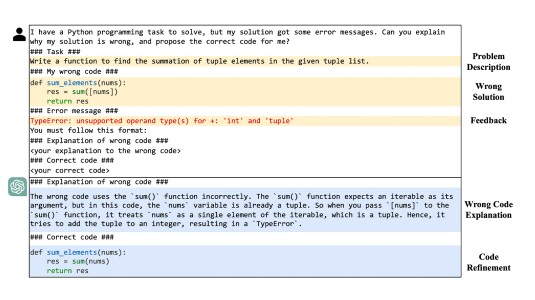 I have a Python programming task to solve, but my solution got some error messages. Can you explain
why my solution is wrong, and propose the correct code for me?
### Task ###
Write a function to find the summation of tuple elements in the given tuple list.
### My wrong code ###
def sum_elements(nums):
    res = sum([nums])
    return res
### Error message ###
TypeError: unsupported operand type(s) for +: 'int' and 'tuple'
You must follow this format:
### Explanation of wrong code ###
<your explanation to the wrong code>
### Correct code ###
<your correct code>
### Explanation of wrong code ###
The wrong code uses the `sum()` function incorrectly. The `sum()` function expects an iterable as its
argument, but in this code, the `nums` variable is already a tuple. So when you pass `[nums]` to the
`sum()` function, it treats `nums` as a single element of the iterable, which is a tuple. Hence, it
tries to add the tuple to an integer, resulting in a `TypeError`.
### Correct code ###
def sum_elements(nums):
    res = sum(nums)
    return res
Problem
Description
Wrong
Solution
Feedback
Wrong Code
Explanation
Code
Refinement